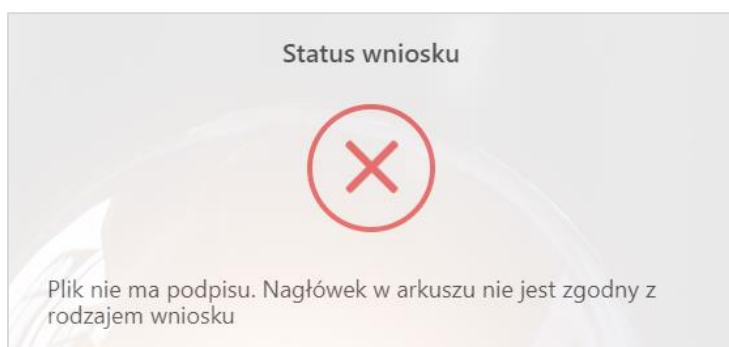 Status wniosku
Plik nie ma podpisu. Nagłówek w arkuszu nie jest zgodny z
rodzajem wniosku